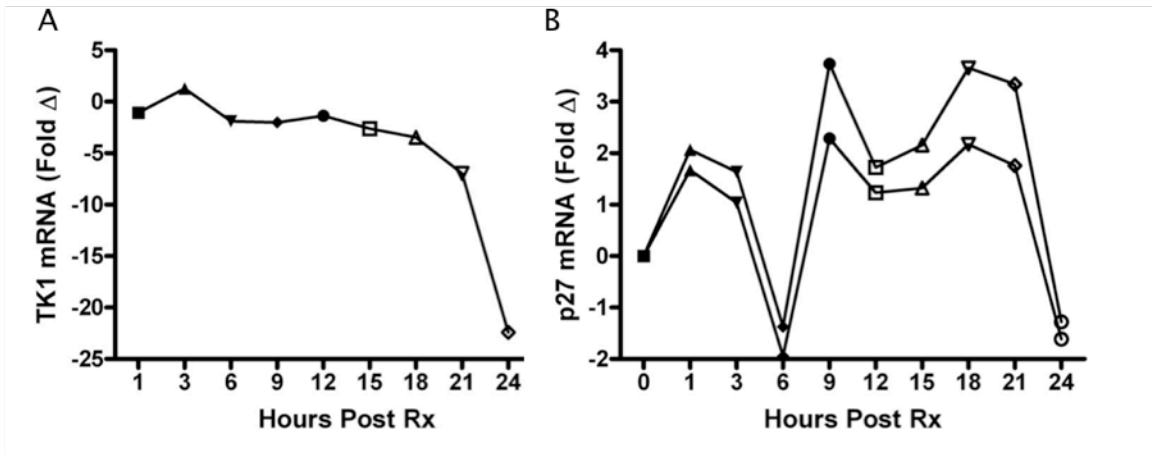 A
B
TK1 mRNA (Fold Δ)
5
0
-5
-10
-15
-20
-25
1 3 6 9 12 15 18 21 24
Hours Post Rx
p27 mRNA (Fold Δ)
4
3
2
1
0
-1
-2
0 1 3 6 9 12 15 18 21 24
Hours Post Rx